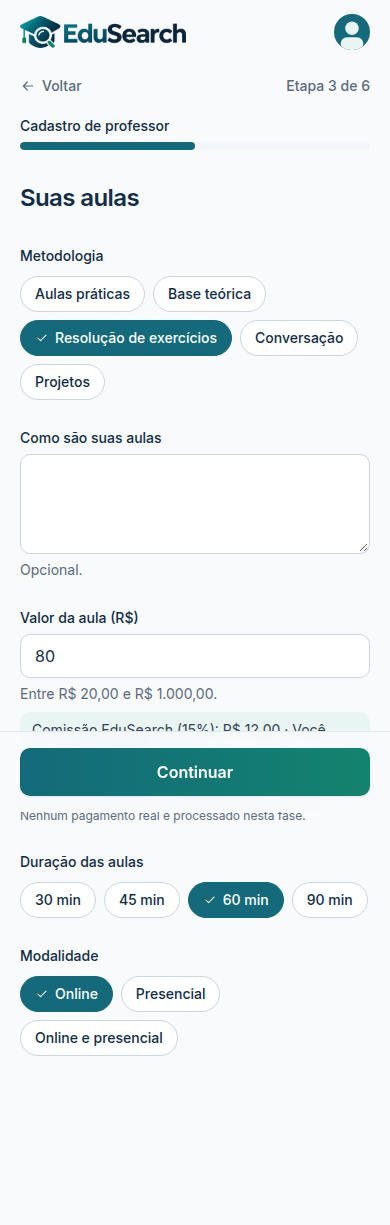 EduSearch
← Voltar
Etapa 3 de 6
Cadastro de professor
Suas aulas
Metodologia
Aulas práticas
Base teórica
✓ Resolução de exercícios
Conversação
Projetos
Como são suas aulas
Opcional.
Valor da aula (R$)
80
Entre R$ 20,00 e R$ 1.000,00.
Comissão EduSearch (15%): R$ 12,00 · Você
Continuar
Nenhum pagamento real é processado nesta fase.
Duração das aulas
30 min
45 min
✓ 60 min
90 min
Modalidade
✓ Online
Presencial
Online e presencial